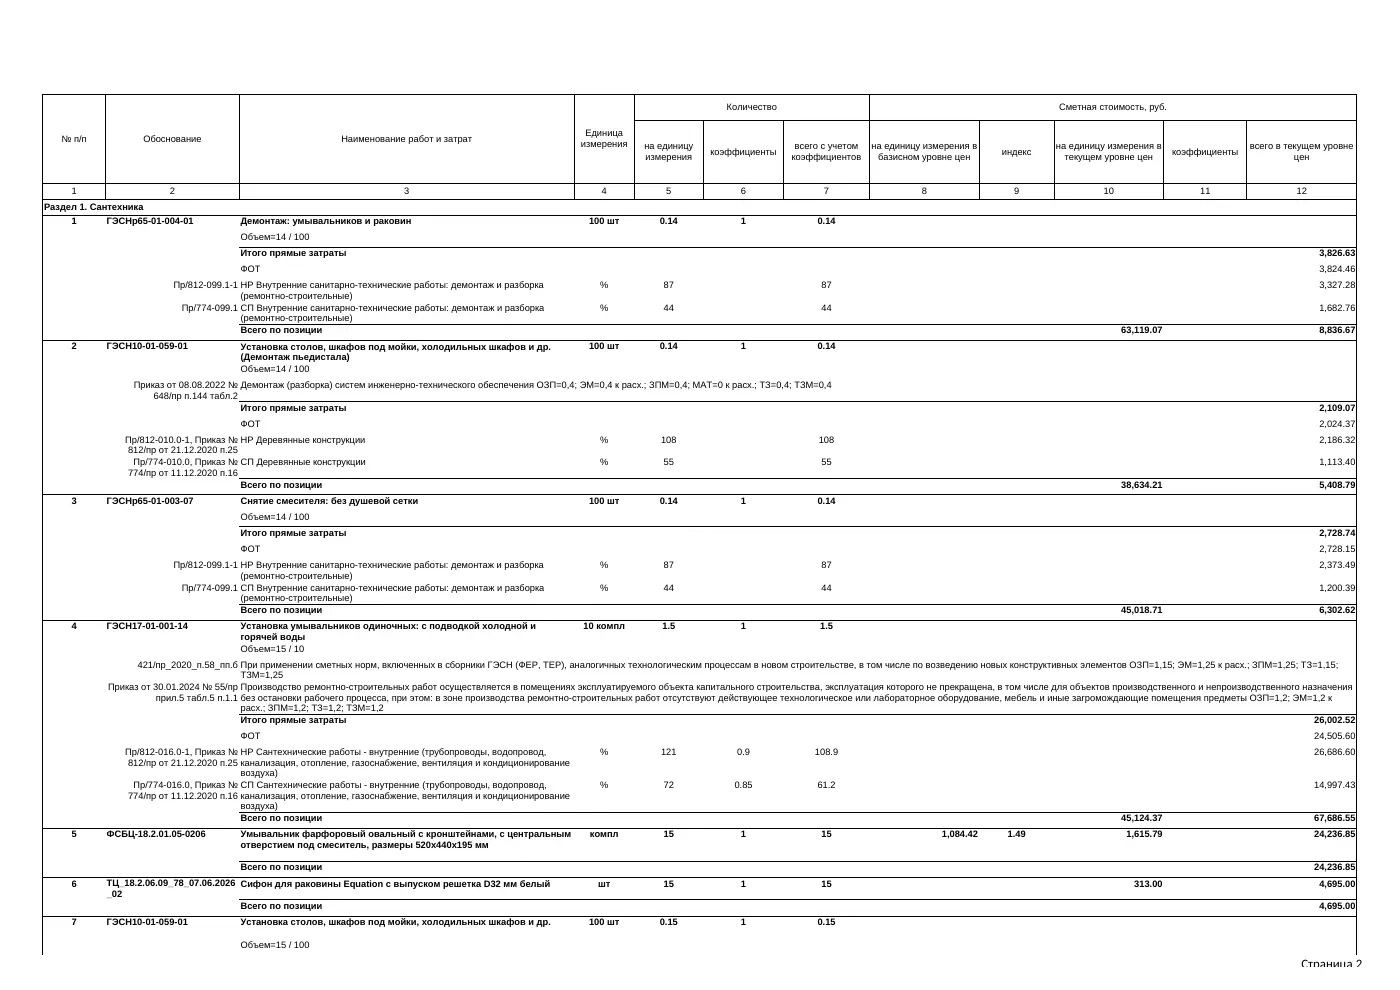 № п/п Обоснование Наименование работ и затрат Единица измерения Количество Сметная стоимость, руб.
на единицу измерения коэффициенты всего с учетом коэффициентов на единицу измерения в базисном уровне цен индекс на единицу измерения в текущем уровне цен коэффициенты всего в текущем уровне цен
1 2 3 4 5 6 7 8 9 10 11 12
Раздел 1. Сантехника
1 ГЭСНр65-01-004-01 Демонтаж: умывальников и раковин 100 шт 0.14 1 0.14
Объем=14 / 100
Итого прямые затраты 3,826.63
ФОТ 3,824.46
Пр/812-099.1-1 НР Внутренние санитарно-технические работы: демонтаж и разборка % 87 87 3,327.28
(ремонтно-строительные)
Пр/774-099.1 СП Внутренние санитарно-технические работы: демонтаж и разборка % 44 44 1,682.76
(ремонтно-строительные)
Всего по позиции 63,119.07 8,836.67
2 ГЭСН10-01-059-01 Установка столов, шкафов под мойки, холодильных шкафов и др. 100 шт 0.14 1 0.14
(Демонтаж пьедистала)
Объем=14 / 100
Приказ от 08.08.2022 № Демонтаж (разборка) систем инженерно-технического обеспечения ОЗП=0,4; ЭМ=0,4 к расх.; ЗПМ=0,4; МАТ=0 к расх.; ТЗ=0,4; ТЗМ=0,4
648/пр п.144 табл.2
Итого прямые затраты 2,109.07
ФОТ 2,024.37
Пр/812-010.0-1, Приказ № НР Деревянные конструкции % 108 108 2,186.32
812/пр от 21.12.2020 п.25
Пр/774-010.0, Приказ № СП Деревянные конструкции % 55 55 1,113.40
774/пр от 11.12.2020 п.16
Всего по позиции 38,634.21 5,408.79
3 ГЭСНр65-01-003-07 Снятие смесителя: без душевой сетки 100 шт 0.14 1 0.14
Объем=14 / 100
Итого прямые затраты 2,728.74
ФОТ 2,728.15
Пр/812-099.1-1 НР Внутренние санитарно-технические работы: демонтаж и разборка % 87 87 2,373.49
(ремонтно-строительные)
Пр/774-099.1 СП Внутренние санитарно-технические работы: демонтаж и разборка % 44 44 1,200.39
(ремонтно-строительные)
Всего по позиции 45,018.71 6,302.62
4 ГЭСН17-01-001-14 Установка умывальников одиночных: с подводкой холодной и 10 компл 1.5 1 1.5
горячей воды
Объем=15 / 10
421/пр_2020_п.58_пп.б При применении сметных норм, включенных в сборники ГЭСН (ФЕР, ТЕР), аналогичных технологическим процессам в новом строительстве, в том числе по возведению новых конструктивных элементов ОЗП=1,15; ЭМ=1,25 к расх.; ЗПМ=1,25; ТЗ=1,15;
ТЗМ=1,25
Приказ от 30.01.2024 № 55/пр Производство ремонтно-строительных работ осуществляется в помещениях эксплуатируемого объекта капитального строительства, эксплуатация которого не прекращена, в том числе для объектов производственного и непроизводственного назначения
прил.5 табл.5 п.1.1 без остановки рабочего процесса, при этом: в зоне производства ремонтно-строительных работ отсутствуют действующее технологическое или лабораторное оборудование, мебель и иные загромождающие помещения предметы ОЗП=1,2; ЭМ=1,2 к
расх.; ЗПМ=1,2; ТЗ=1,2; ТЗМ=1,2
Итого прямые затраты 26,002.52
ФОТ 24,505.60
Пр/812-016.0-1, Приказ № НР Сантехнические работы - внутренние (трубопроводы, водопровод, % 121 0.9 108.9 26,686.60
812/пр от 21.12.2020 п.25 канализация, отопление, газоснабжение, вентиляция и кондиционирование
воздуха)
Пр/774-016.0, Приказ № СП Сантехнические работы - внутренние (трубопроводы, водопровод, % 72 0.85 61.2 14,997.43
774/пр от 11.12.2020 п.16 канализация, отопление, газоснабжение, вентиляция и кондиционирование
воздуха)
Всего по позиции 45,124.37 67,686.55
5 ФСБЦ-18.2.01.05-0206 Умывальник фарфоровый овальный с кронштейнами, с центральным компл 15 1 15 1,084.42 1.49 1,615.79 24,236.85
отверстием под смеситель, размеры 520х440х195 мм
Всего по позиции 24,236.85
6 ТЦ_18.2.06.09_78_07.06.2026 Сифон для раковины Equation с выпуском решетка D32 мм белый шт 15 1 15 313.00 4,695.00
_02
Всего по позиции 4,695.00
7 ГЭСН10-01-059-01 Установка столов, шкафов под мойки, холодильных шкафов и др. 100 шт 0.15 1 0.15
Объем=15 / 100
Страница 2